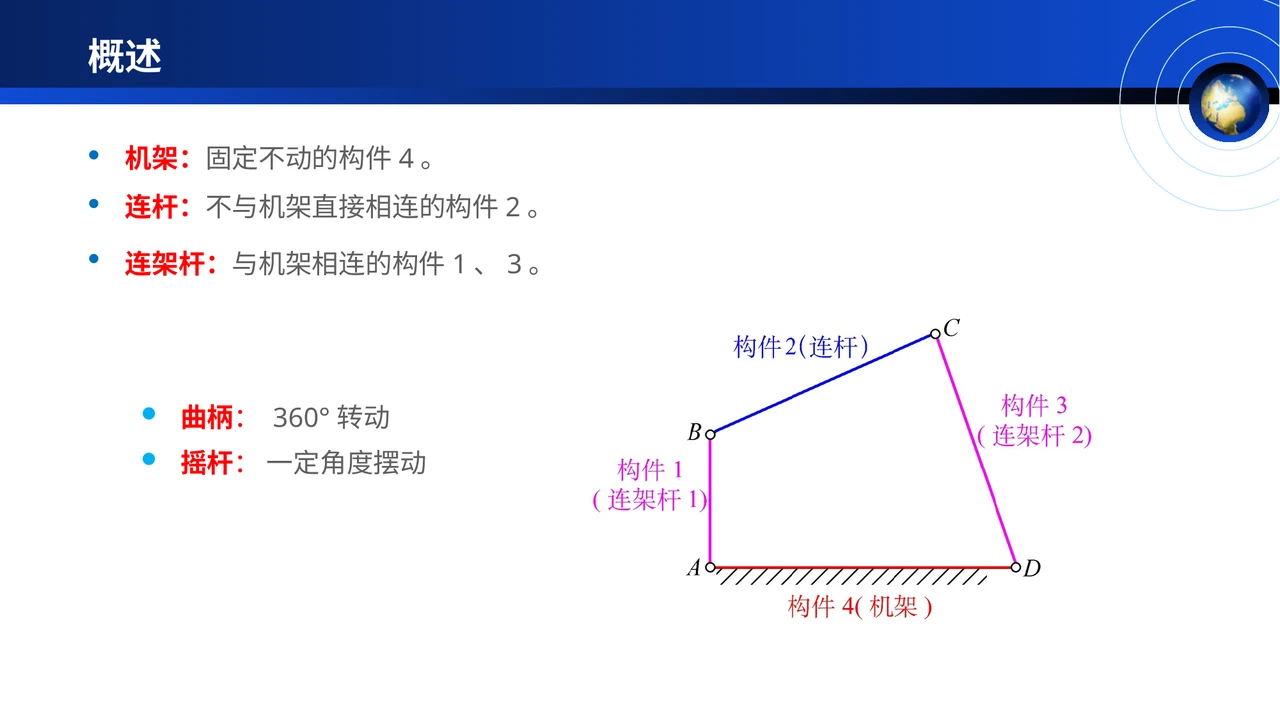 概述
机架：固定不动的构件 4 。
连杆：不与机架直接相连的构件 2 。
连架杆：与机架相连的构件 1 、 3 。
曲柄： 360° 转动
摇杆： 一定角度摆动
C
构件2(连杆)
构件 3
( 连架杆 2)
B
构件 1
( 连架杆 1)
A
D
构件 4( 机架 )